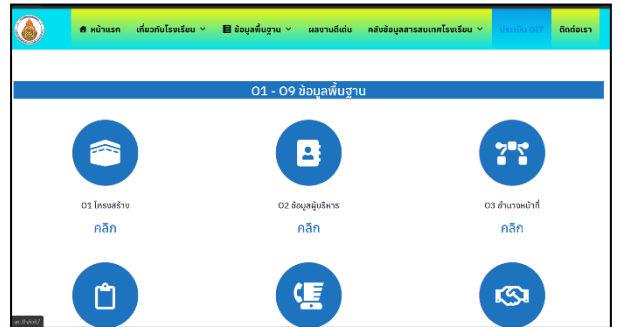 หน้าแรก เกี่ยวกับโรงเรียน ข้อมูลพื้นฐาน ผลงานดีเด่น คลังข้อมูลสารสนเทศโรงเรียน ประเมิน OIT ติดต่อเรา
O1 - O9 ข้อมูลพื้นฐาน
O1 โครงสร้าง O2 ข้อมูลผู้บริหาร O3 อำนาจหน้าที่
คลิก คลิก คลิก